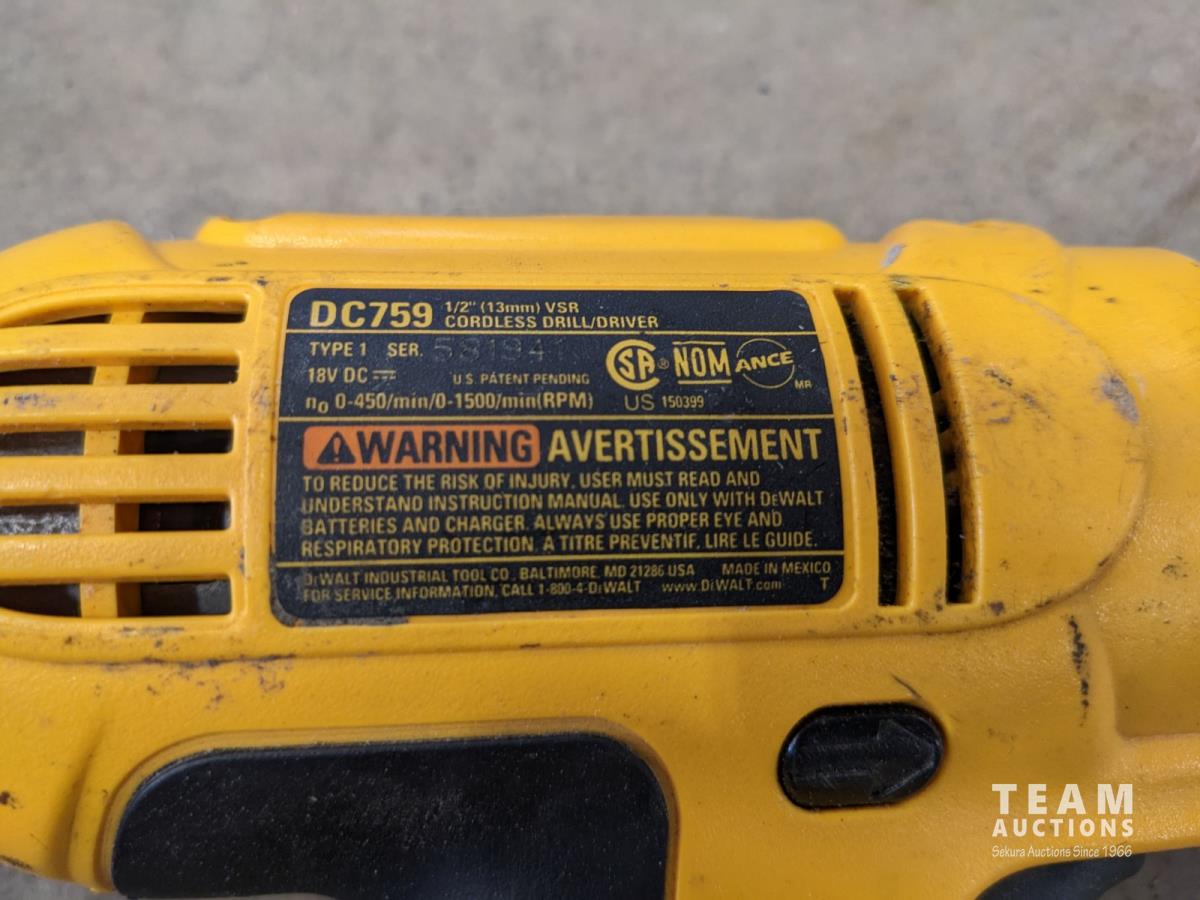 DC759 1/2" (13mm) VSR
CORDLESS DRILL/DRIVER
TYPE 1 SER.
18V DC U.S. PATENT PENDING
n₀ 0-450/min/0-1500/min(RPM)
SA ® NOM ANCE MR
US 150399
WARNING AVERTISSEMENT
TO REDUCE THE RISK OF INJURY, USER MUST READ AND
UNDERSTAND INSTRUCTION MANUAL. USE ONLY WITH DEWALT
BATTERIES AND CHARGER. ALWAYS USE PROPER EYE AND
RESPIRATORY PROTECTION. A TITRE PREVENTIF, LIRE LE GUIDE.
DEWALT INDUSTRIAL TOOL CO., BALTIMORE, MD 21286 USA MADE IN MEXICO
FOR SERVICE INFORMATION, CALL 1-800-4-DEWALT www.DEWALT.com T
TEAM
AUCTIONS
Sekura Auctions Since 1966